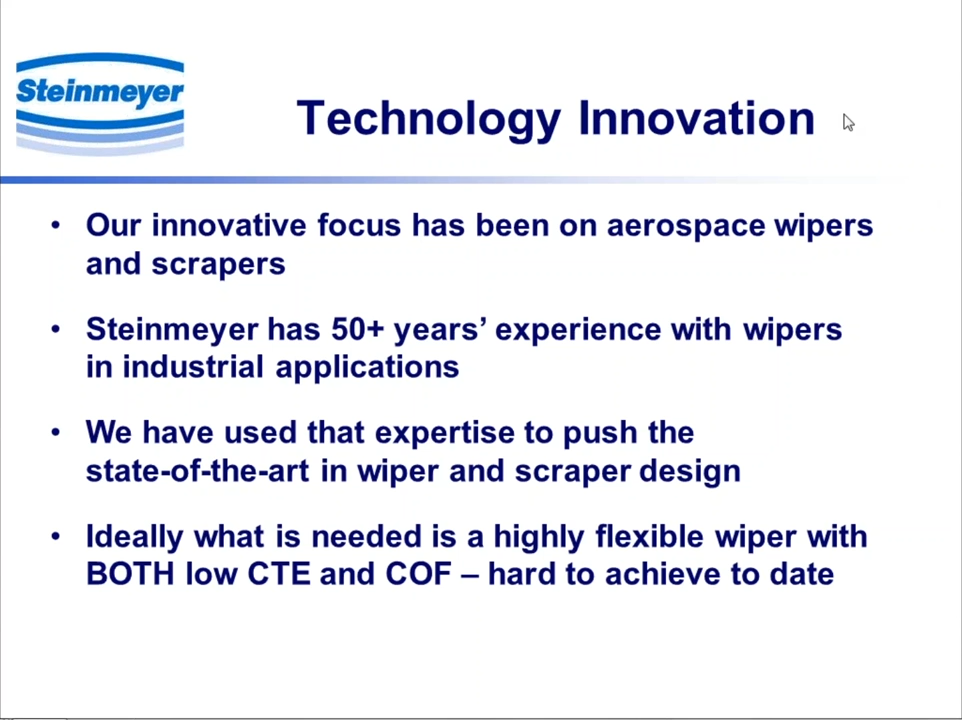 Steinmeyer
Technology Innovation
• Our innovative focus has been on aerospace wipers
and scrapers
• Steinmeyer has 50+ years’ experience with wipers
in industrial applications
• We have used that expertise to push the
state-of-the-art in wiper and scraper design
• Ideally what is needed is a highly flexible wiper with
BOTH low CTE and COF – hard to achieve to date